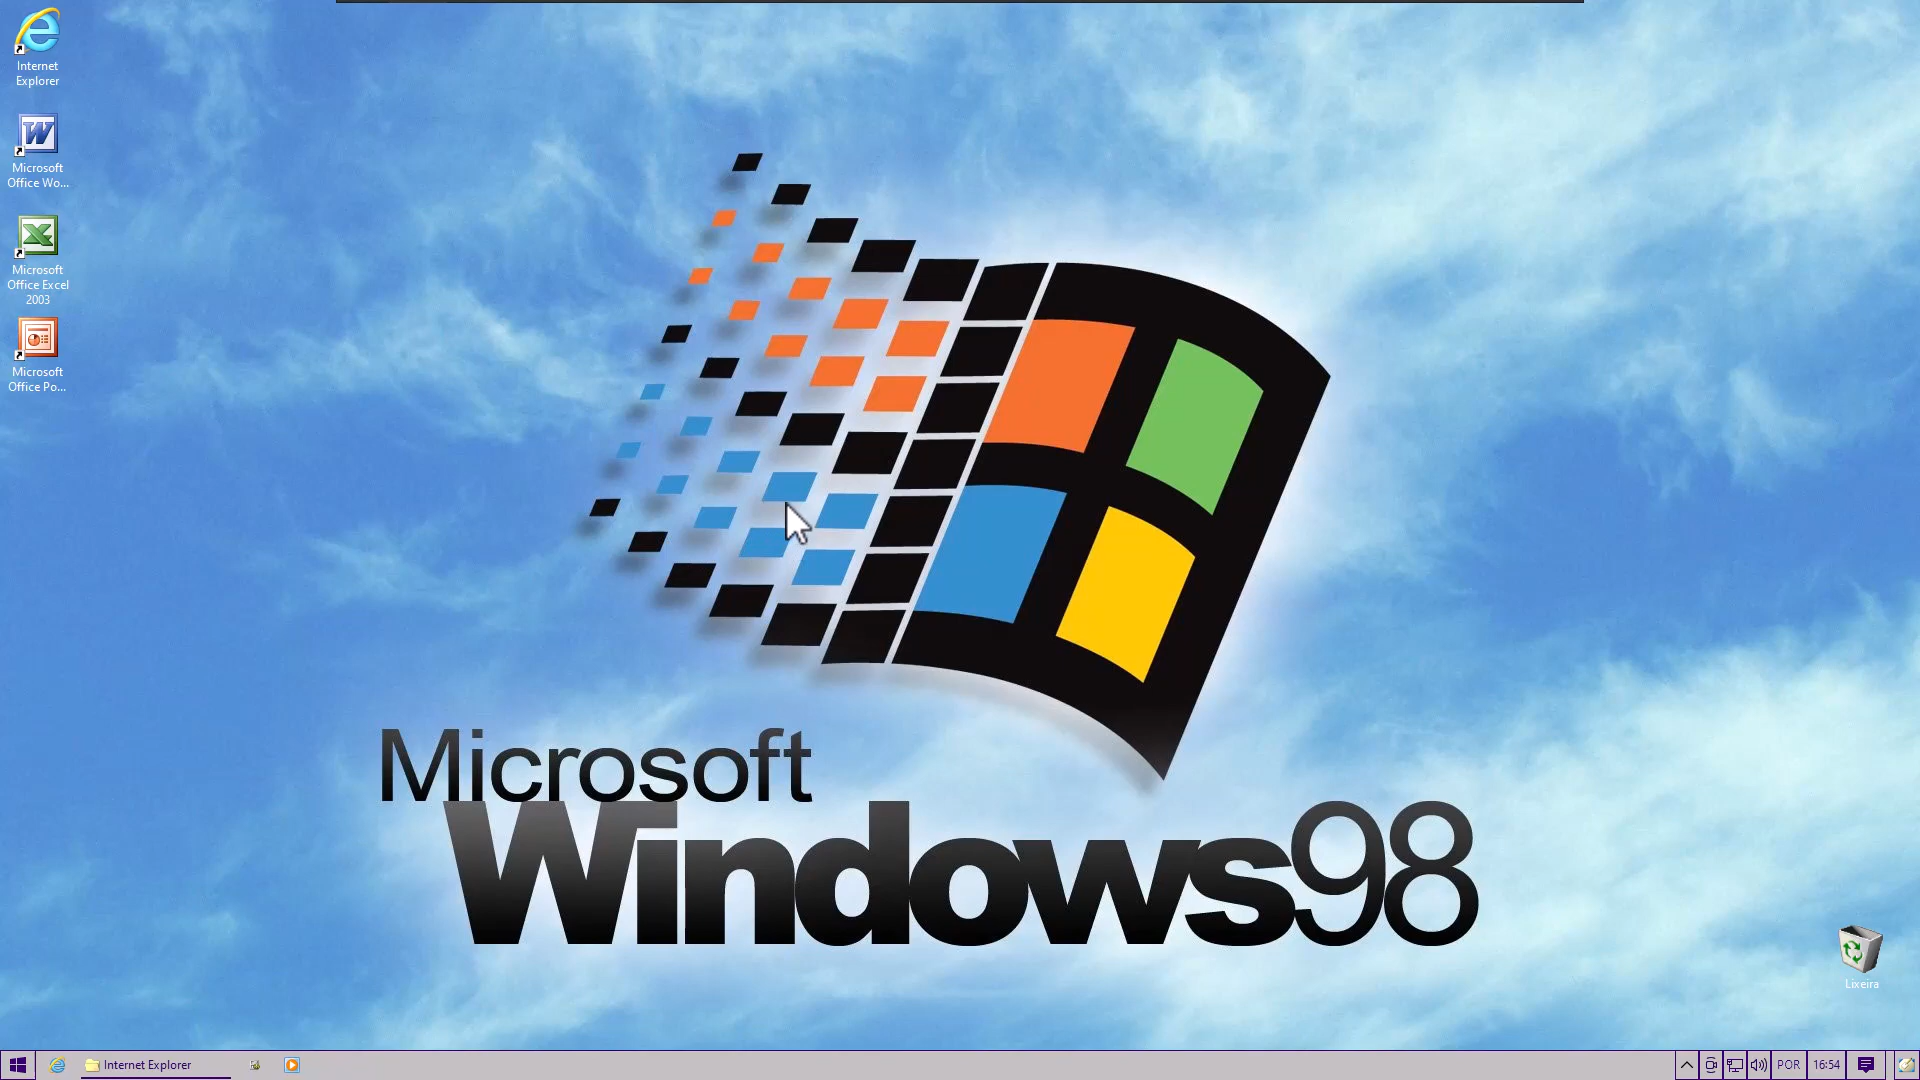 Internet
Explorer
Microsoft
Office Wo...
Microsoft
Office Excel
2003
Microsoft
Office Po...
Microsoft
Windows98
Lixeira
Internet Explorer
POR
16:54